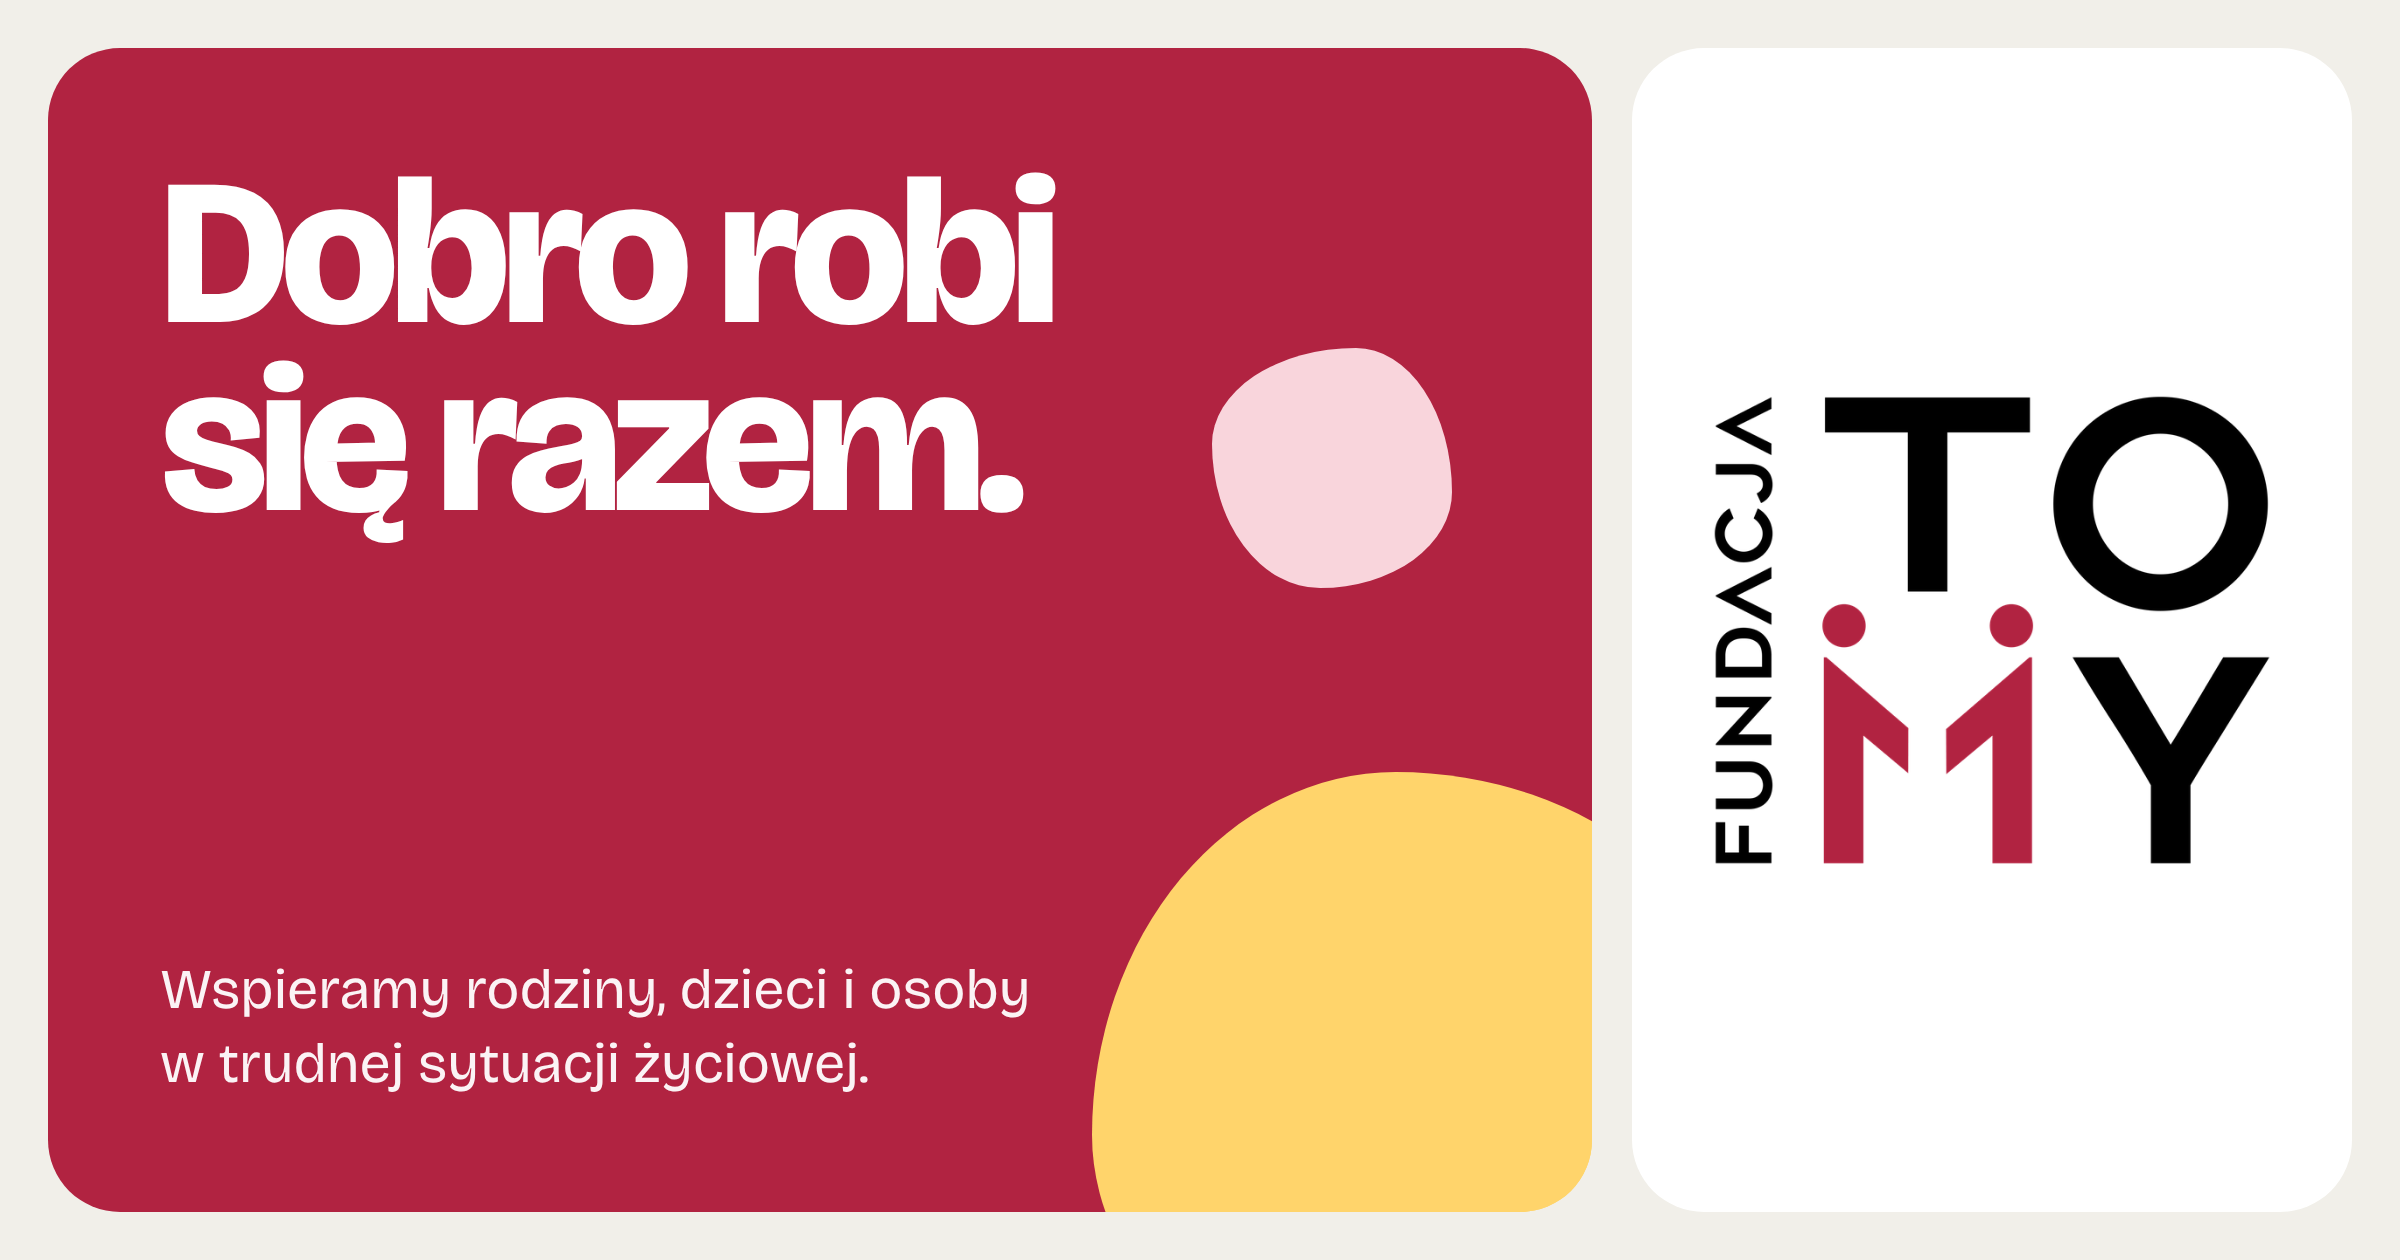 Dobro robi
się razem.
Wspieramy rodziny, dzieci i osoby
w trudnej sytuacji życiowej.
FUNDACJA
TO
MY